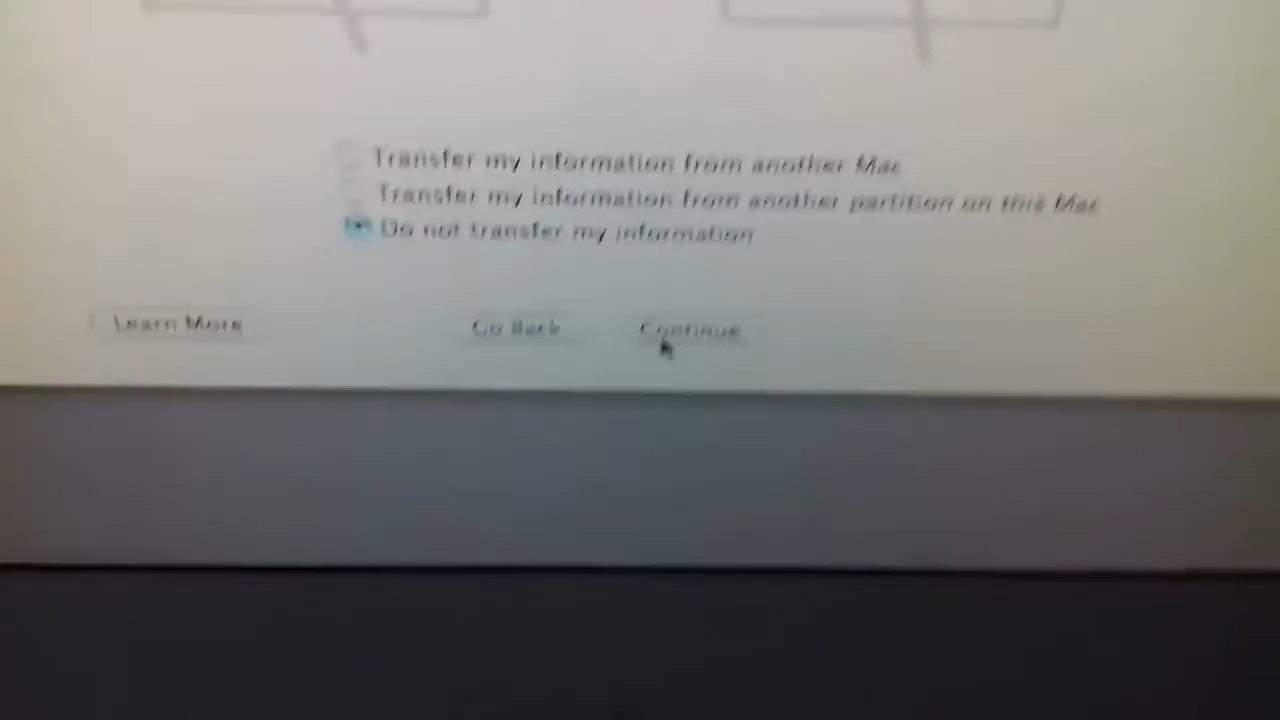 Transfer my information from another Mac
Transfer my information from another partition on this Mac
Do not transfer my information
Learn More
Go Back
Continue